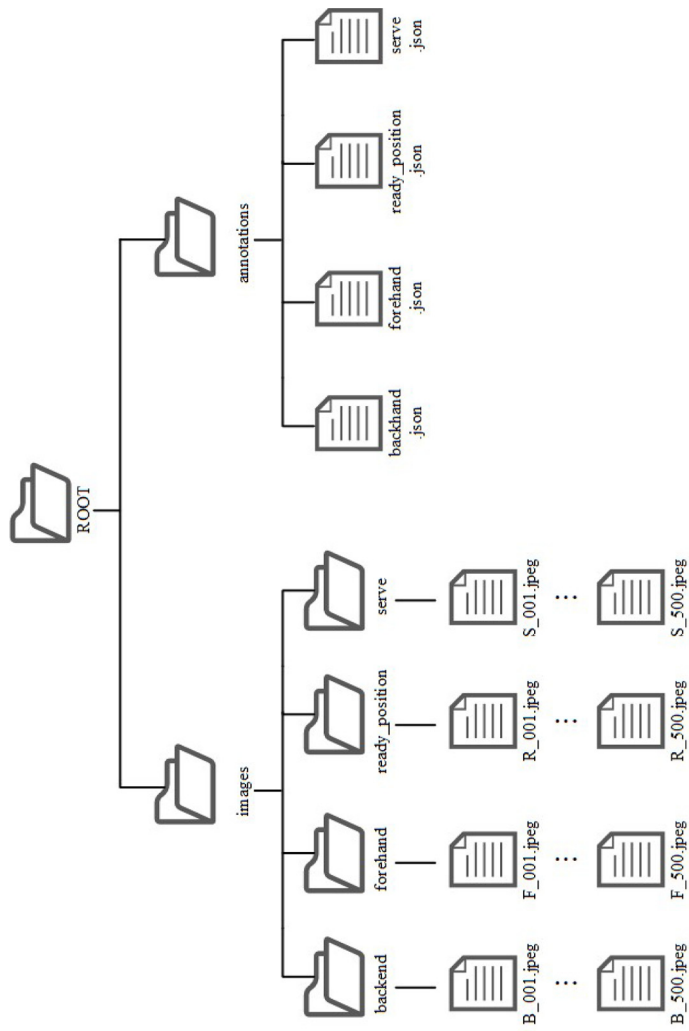 ROOT
images
annotations
backend
forehand
ready_position
serve
backhand
.json
forehand
.json
ready_position
.json
serve
.json
B_001.jpeg
F_001.jpeg
R_001.jpeg
S_001.jpeg
...
...
...
...
B_500.jpeg
F_500.jpeg
R_500.jpeg
S_500.jpeg